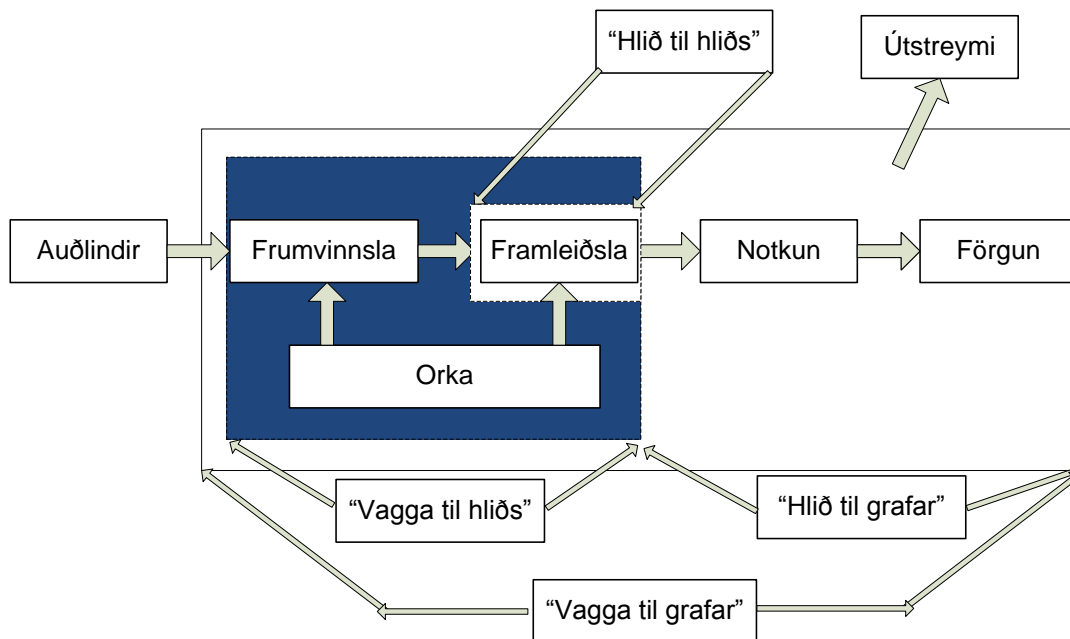 “Hlið til hliðs”
Útstreymi
Auðlindir
Frumvinnsla
Framleiðsla
Notkun
Förgun
Orka
“Vagga til hliðs”
“Hlið til grafar”
“Vagga til grafar”